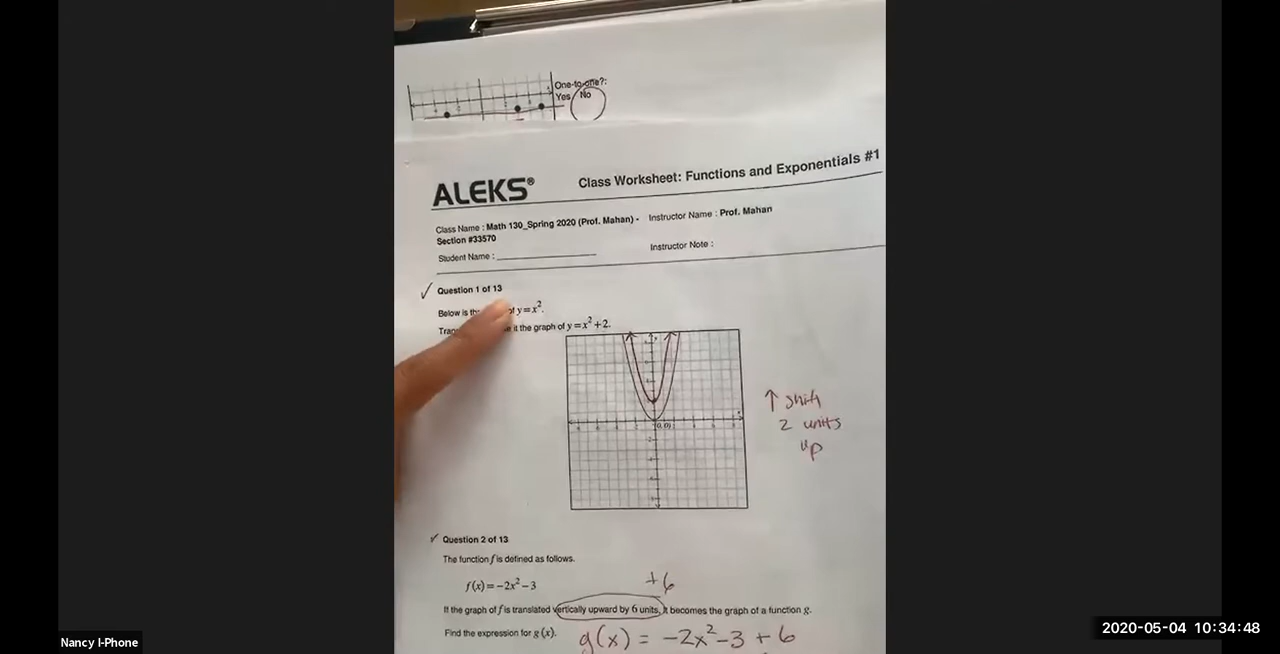 One-to-one?:
Yes No
ALEKS®
Class Worksheet: Functions and Exponentials #1
Class Name : Math 130_Spring 2020 (Prof. Mahan) - Instructor Name : Prof. Mahan
Section #33570
Student Name : Instructor Note :
✓ Question 1 of 13
Below is of y=x².
it the graph of y=x²+2.
(0, 0)
↑ shift
2 units
up
✓ Question 2 of 13
The function f is defined as follows.
f(x)=−2x²−3
+6
If the graph of f is translated vertically upward by 6 units, it becomes the graph of a function g.
Find the expression for g(x). g(x) = −2x²−3 + 6
Nancy I-Phone
2020-05-04 10:34:48